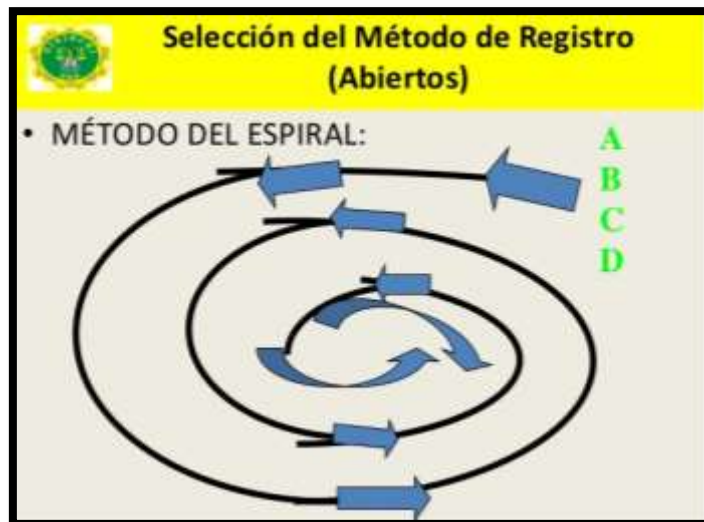 Selección del Método de Registro
(Abiertos)
• MÉTODO DEL ESPIRAL:
A
B
C
D